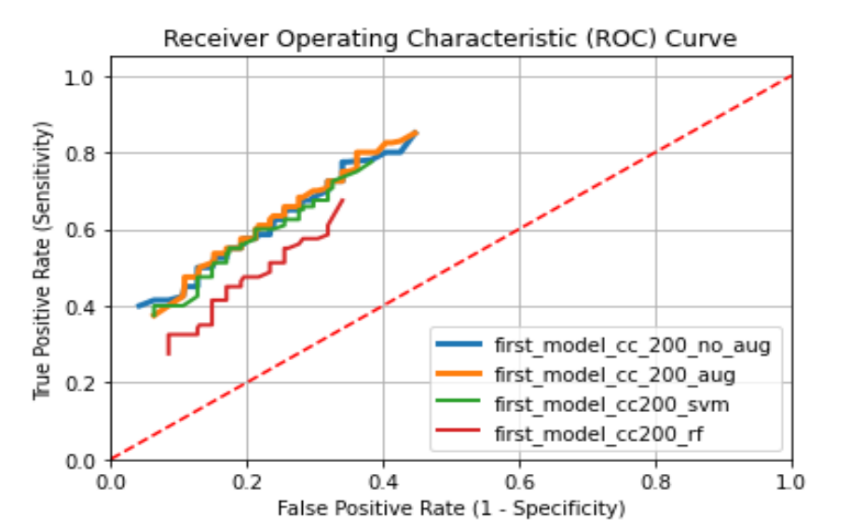 Receiver Operating Characteristic (ROC) Curve
True Positive Rate (Sensitivity)
1.0
0.8
0.6
0.4
0.2
0.0
first_model_cc_200_no_aug
first_model_cc_200_aug
first_model_cc200_svm
first_model_cc200_rf
0.0 0.2 0.4 0.6 0.8 1.0
False Positive Rate (1 - Specificity)